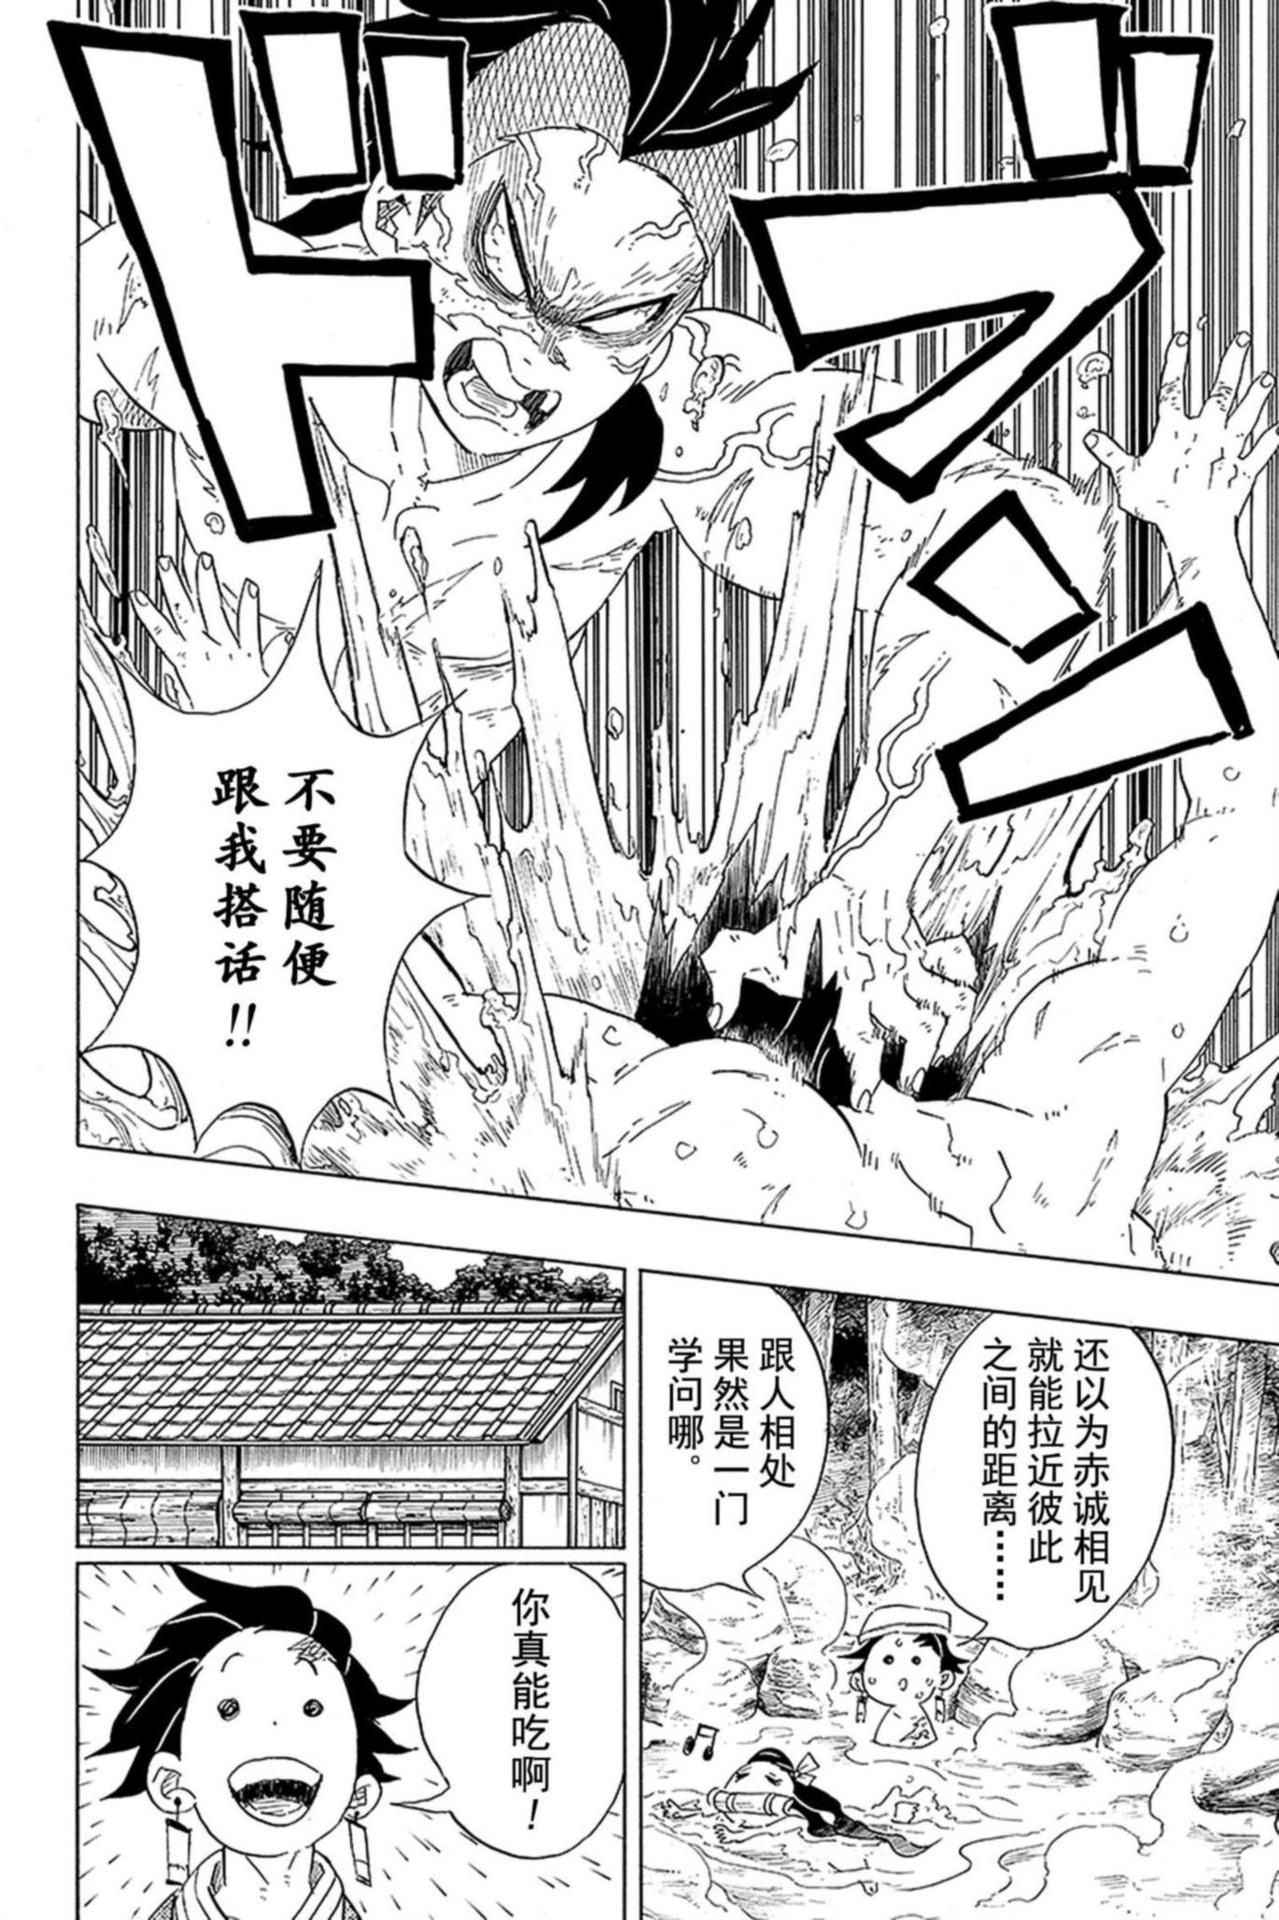 ザブン
ドン
不要随便
跟我搭话!!
还以为赤诚相见
就能拉近彼此
之间的距离……
跟人相处
果然是一门
学问哪。
你真能吃啊!